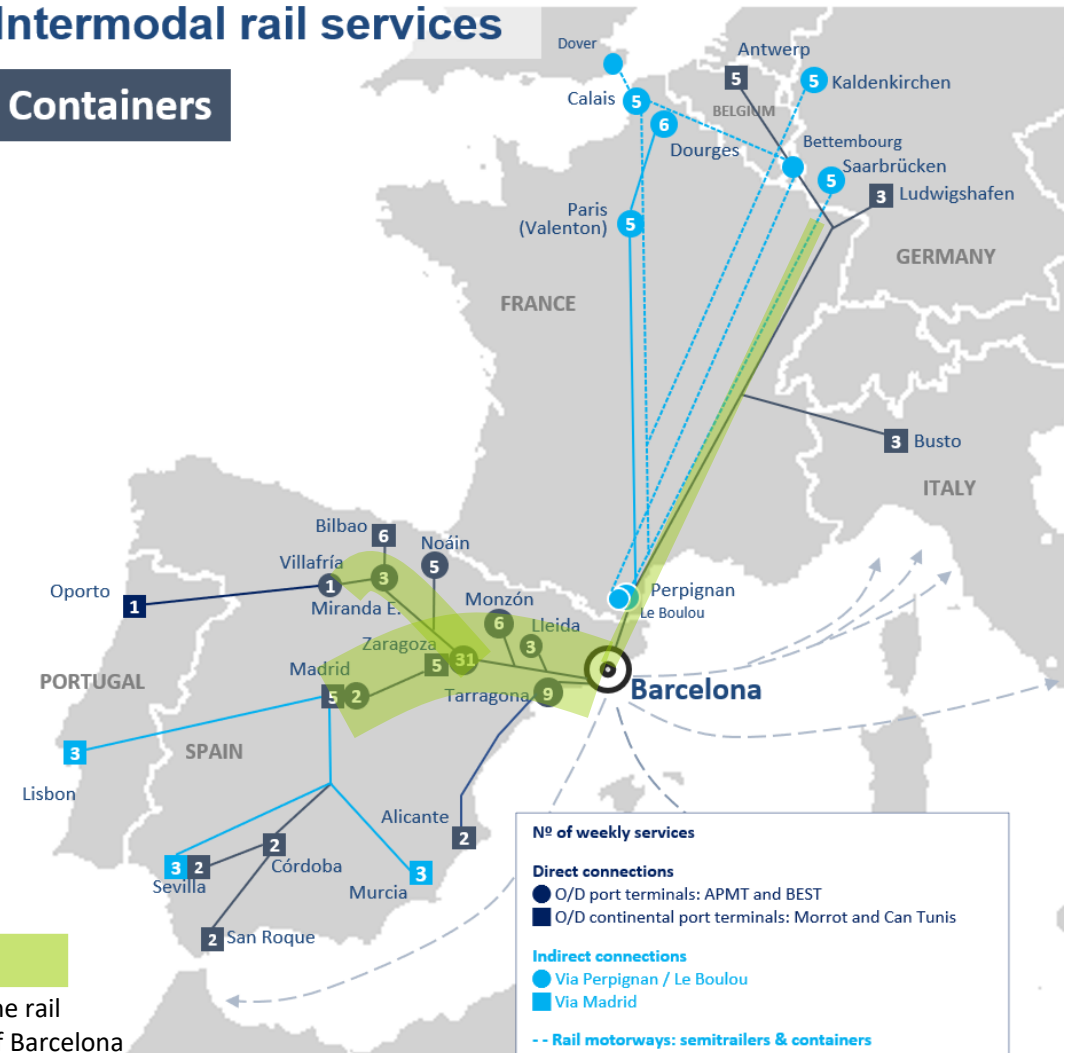 Intermodal rail services
Containers
Dover
Antwerp
5
Kaldenkirchen
5
Calais
5
BELGIUM
6
Dourges
Bettembourg
Saarbrücken
5
3
Ludwigshafen
Paris
(Valenton)
5
GERMANY
FRANCE
3
Busto
ITALY
Bilbao
6
Noáin
5
Villafría
1
3
Miranda E.
Oporto
1
Monzón
6
Perpignan
Le Boulou
Lleida
3
Zaragoza
5
31
Madrid
5
2
Tarragona
9
Barcelona
PORTUGAL
SPAIN
3
Lisbon
Alicante
2
2
Córdoba
3
2
Sevilla
Murcia
3
2
San Roque
Nº of weekly services
Direct connections
O/D port terminals: APMT and BEST
O/D continental port terminals: Morrot and Can Tunis
Indirect connections
Via Perpignan / Le Boulou
Via Madrid
- - Rail motorways: semitrailers & containers
rail
Barcelona